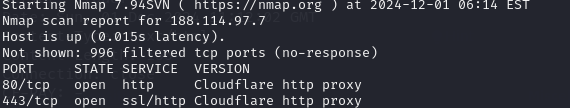 Starting Nmap 7.94SVN ( https://nmap.org ) at 2024-12-01 06:14 EST
Nmap scan report for 188.114.97.7
Host is up (0.015s latency).
Not shown: 996 filtered tcp ports (no-response)
PORT    STATE SERVICE  VERSION
80/tcp  open  http     Cloudflare http proxy
443/tcp open  ssl/http Cloudflare http proxy